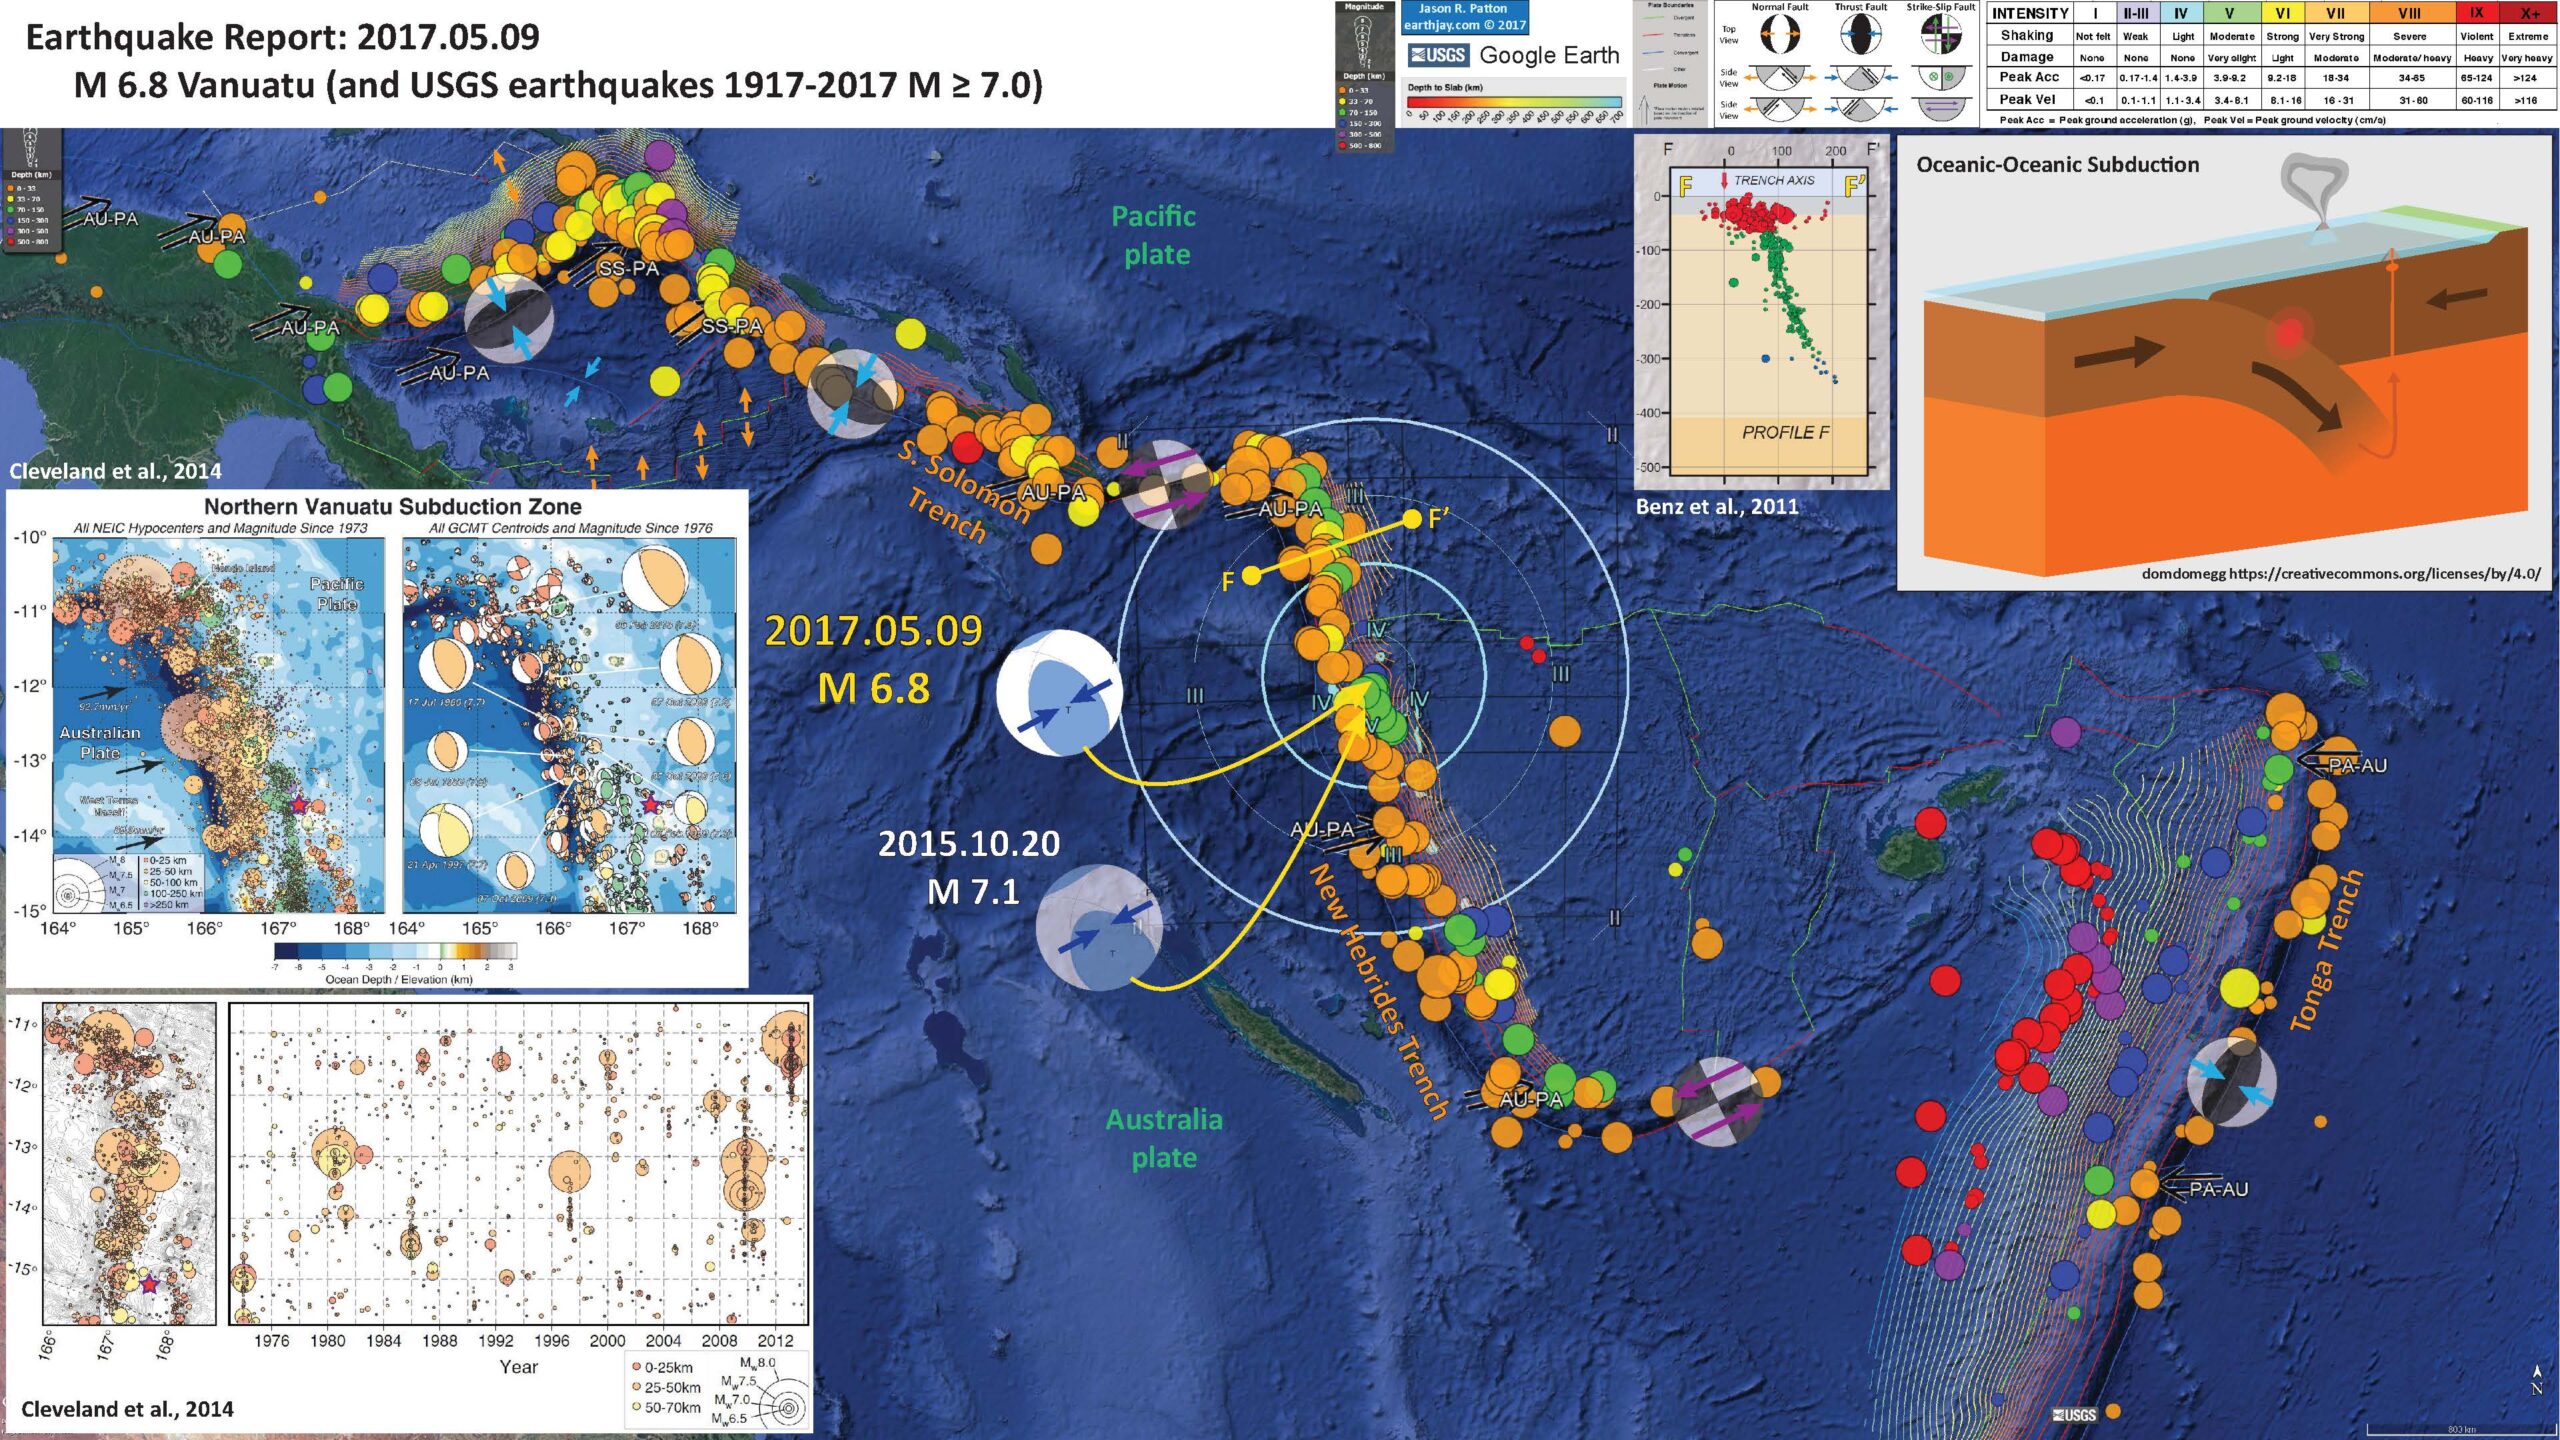 Earthquake Report: 2017.05.09
M 6.8 Vanuatu (and USGS earthquakes 1917-2017 M ≥ 7.0)
Magnitude
Depth (km)
0 - 33
33 - 70
70 - 150
150 - 300
300 - 500
500 - 800
Jason R. Patton
earthjay.com © 2017
USGS Google Earth
Depth to Slab (km)
0 50 100 150 200 250 300 350 400 450 500 550 600 650 700
Plate Boundaries
Divergent
Transform
Convergent
Other
Plate Motion
Normal Fault Thrust Fault Strike-Slip Fault
Top View
Side View
Side View
INTENSITY I II-III IV V VI VII VIII IX X+
Shaking Not felt Weak Light Moderate Strong Very Strong Severe Violent Extreme
Damage None None None Very slight Light Moderate Moderate/heavy Heavy Very heavy
Peak Acc <0.17 0.17-1.4 1.4-3.9 3.9-9.2 9.2-18 18-34 34-65 65-124 >124
Peak Vel <0.1 0.1-1.1 1.1-3.4 3.4-8.1 8.1-16 16-31 31-60 60-116 >116
Peak Acc = Peak ground acceleration (g), Peak Vel = Peak ground velocity (cm/s)
Depth (km)
0 - 33
33 - 70
70 - 150
150 - 300
300 - 500
500 - 800
AU-PA
AU-PA
AU-PA
AU-PA
SS-PA
SS-PA
Pacific
plate
F 0 100 200 F'
F TRENCH AXIS F'
0
-100
-200
-300
-400
-500
PROFILE F
Benz et al., 2011
Oceanic-Oceanic Subduction
domdomegg https://creativecommons.org/licenses/by/4.0/
S. Solomon
Trench
AU-PA
II
II
III
AU-PA
F'
F
Cleveland et al., 2014
Northern Vanuatu Subduction Zone
All NEIC Hypocenters and Magnitude Since 1973
All GCMT Centroids and Magnitude Since 1976
-10°
-11°
-12°
-13°
-14°
-15°
Pacific
Plate
92.2mm/yr
Australian
Plate
West Torres
Massif
Mw8
Mw7.5
Mw7
Mw6.5
0-25 km
25-50 km
50-100 km
100-250 km
>250 km
17 Jul 1980 (7.7)
07 Oct 2009 (7.1)
164° 165° 166° 167° 168° 164° 165° 166° 167° 168°
-7 -6 -5 -4 -3 -2 -1 0 1 2 3
Ocean Depth / Elevation (km)
2017.05.09
M 6.8
T
IV
III
III
IV
IV
V
2015.10.20
M 7.1
T
II
AU-PA
III
II
New Hebrides Trench
AU-PA
Australia
plate
PA-AU
Tonga Trench
PA-AU
-11°
-12°
-13°
-14°
-15°
166° 167° 168°
1976 1980 1984 1988 1992 1996 2000 2004 2008 2012
Year
0-25km
25-50km
50-70km
Mw8.0
Mw7.5
Mw7.0
Mw6.5
Cleveland et al., 2014
USGS
N
800 km